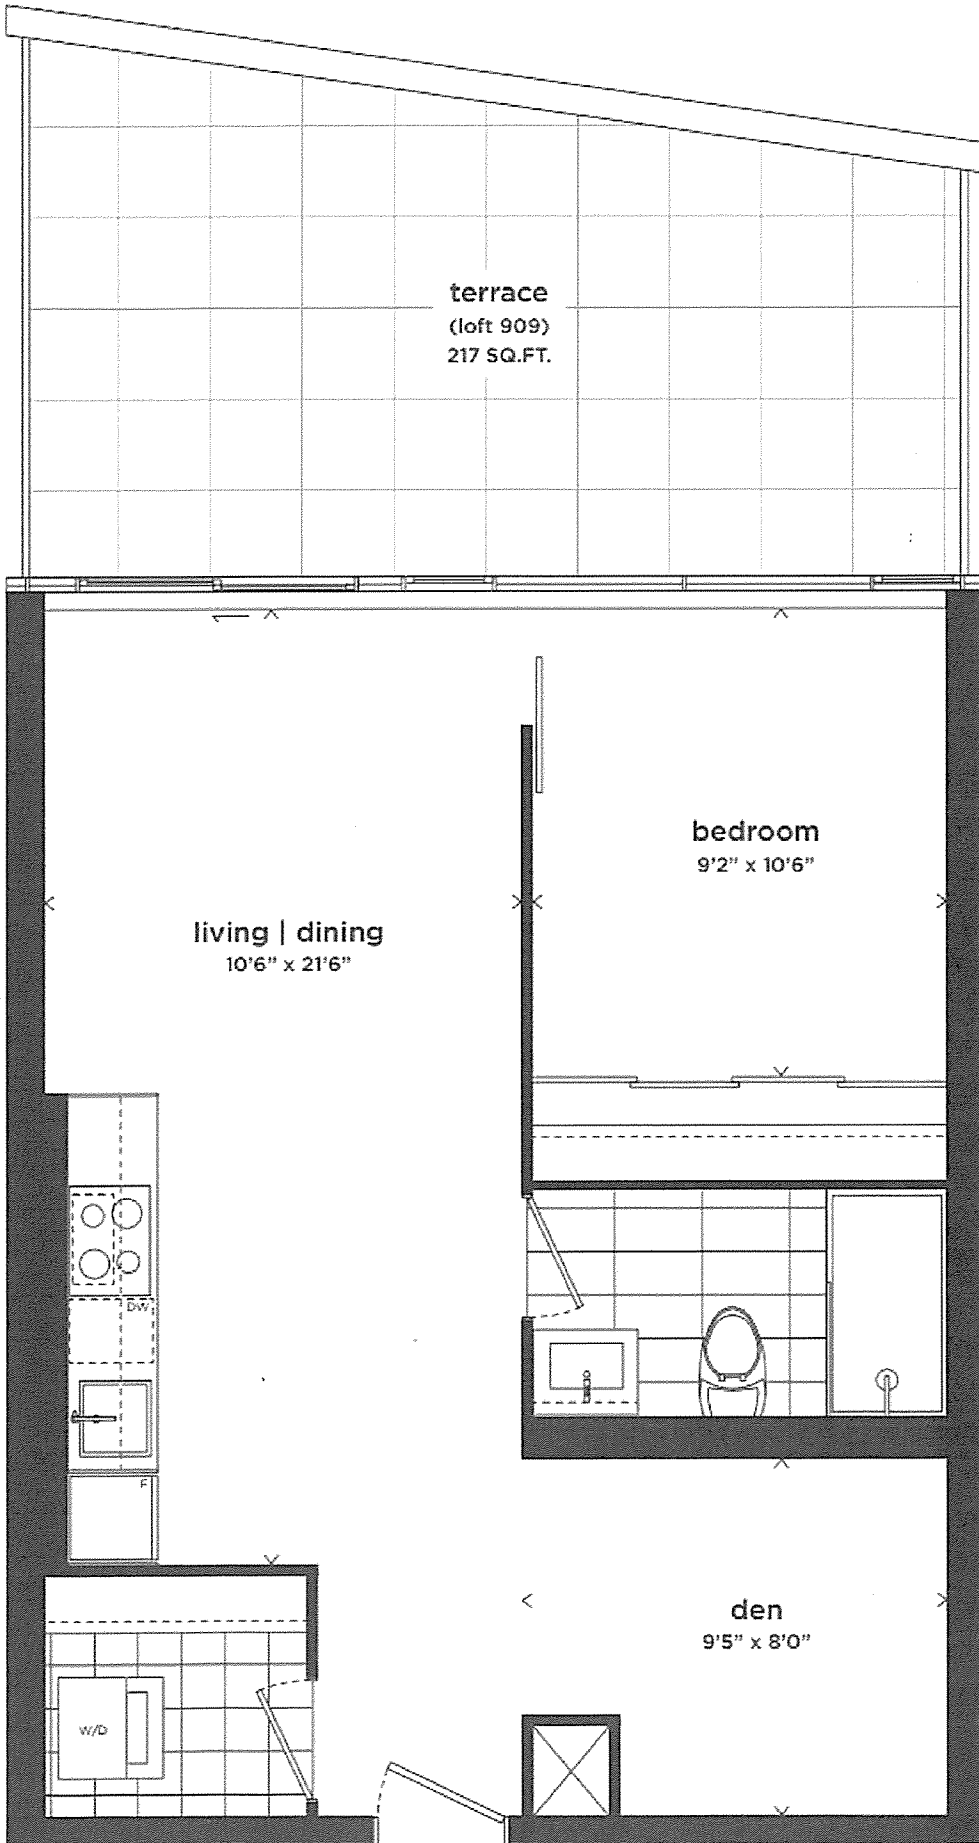 terrace
(loft 909)
217 SQ.FT.
bedroom
9'2" x 10'6"
living | dining
10'6" x 21'6"
DW
F
den
9'5" x 8'0"
W/D